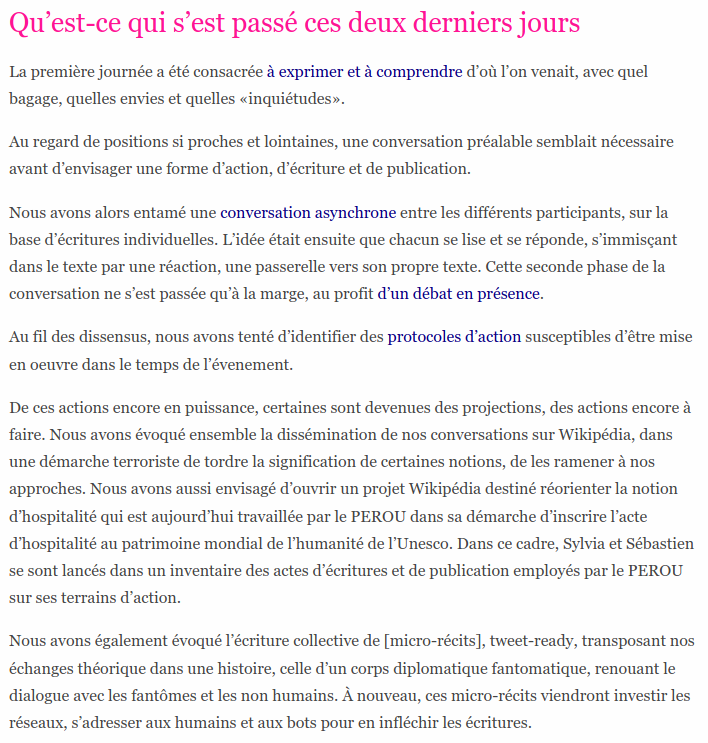 Qu’est-ce qui s’est passé ces deux derniers jours
La première journée a été consacrée à exprimer et à comprendre d’où l’on venait, avec quel
bagage, quelles envies et quelles «inquiétudes».
Au regard de positions si proches et lointaines, une conversation préalable semblait nécessaire
avant d’envisager une forme d’action, d’écriture et de publication.
Nous avons alors entamé une conversation asynchrone entre les différents participants, sur la
base d’écritures individuelles. L’idée était ensuite que chacun se lise et se réponde, s’immisçant
dans le texte par une réaction, une passerelle vers son propre texte. Cette seconde phase de la
conversation ne s’est passée qu’à la marge, au profit d’un débat en présence.
Au fil des dissensus, nous avons tenté d’identifier des protocoles d’action susceptibles d’être mise
en oeuvre dans le temps de l’évenement.
De ces actions encore en puissance, certaines sont devenues des projections, des actions encore à
faire. Nous avons évoqué ensemble la dissémination de nos conversations sur Wikipédia, dans
une démarche terroriste de tordre la signification de certaines notions, de les ramener à nos
approches. Nous avons aussi envisagé d’ouvrir un projet Wikipédia destiné réorienter la notion
d’hospitalité qui est aujourd’hui travaillée par le PEROU dans sa démarche d’inscrire l’acte
d’hospitalité au patrimoine mondial de l’humanité de l’Unesco. Dans ce cadre, Sylvia et Sébastien
se sont lancés dans un inventaire des actes d’écritures et de publication employés par le PEROU
sur ses terrains d’action.
Nous avons également évoqué l’écriture collective de [micro-récits], tweet-ready, transposant nos
échanges théorique dans une histoire, celle d’un corps diplomatique fantomatique, renouant le
dialogue avec les fantômes et les non humains. À nouveau, ces micro-récits viendront investir les
réseaux, s’adresser aux humains et aux bots pour en infléchir les écritures.